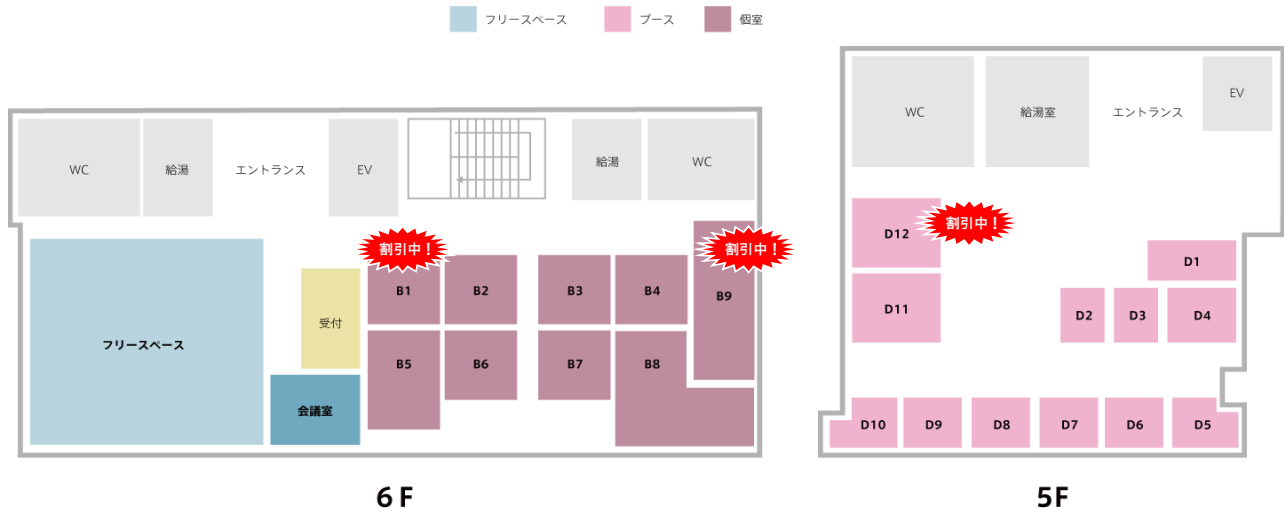 フリースペース
ブース
個室
WC
給湯
エントランス
EV
給湯
WC
割引中！
割引中！
B1
B2
B3
B4
B9
受付
フリースペース
B5
B6
B7
B8
会議室
6F
WC
給湯室
エントランス
EV
D12
割引中！
D1
D11
D2
D3
D4
D10
D9
D8
D7
D6
D5
5F